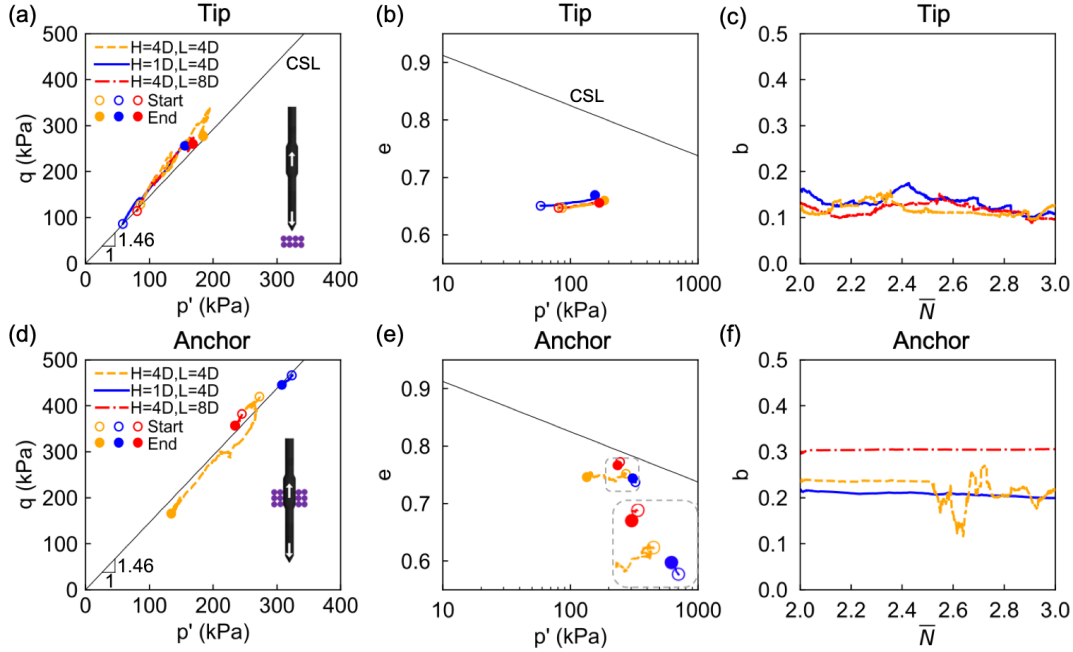 (a) Tip
500
400
300
200
100
0
q (kPa)
H=4D,L=4D
H=1D,L=4D
H=4D,L=8D
Start
End
CSL
1.46
1
0 100 200 300 400
p' (kPa)
(b) Tip
0.9
0.8
0.7
0.6
e
CSL
10 100 1000
p' (kPa)
(c) Tip
0.5
0.4
0.3
0.2
0.1
0.0
b
2.0 2.2 2.4 2.6 2.8 3.0
N̅
(d) Anchor
500
400
300
200
100
0
q (kPa)
H=4D,L=4D
H=1D,L=4D
H=4D,L=8D
Start
End
1.46
1
0 100 200 300 400
p' (kPa)
(e) Anchor
0.9
0.8
0.7
0.6
e
10 100 1000
p' (kPa)
(f) Anchor
0.5
0.4
0.3
0.2
0.1
0.0
b
2.0 2.2 2.4 2.6 2.8 3.0
N̅